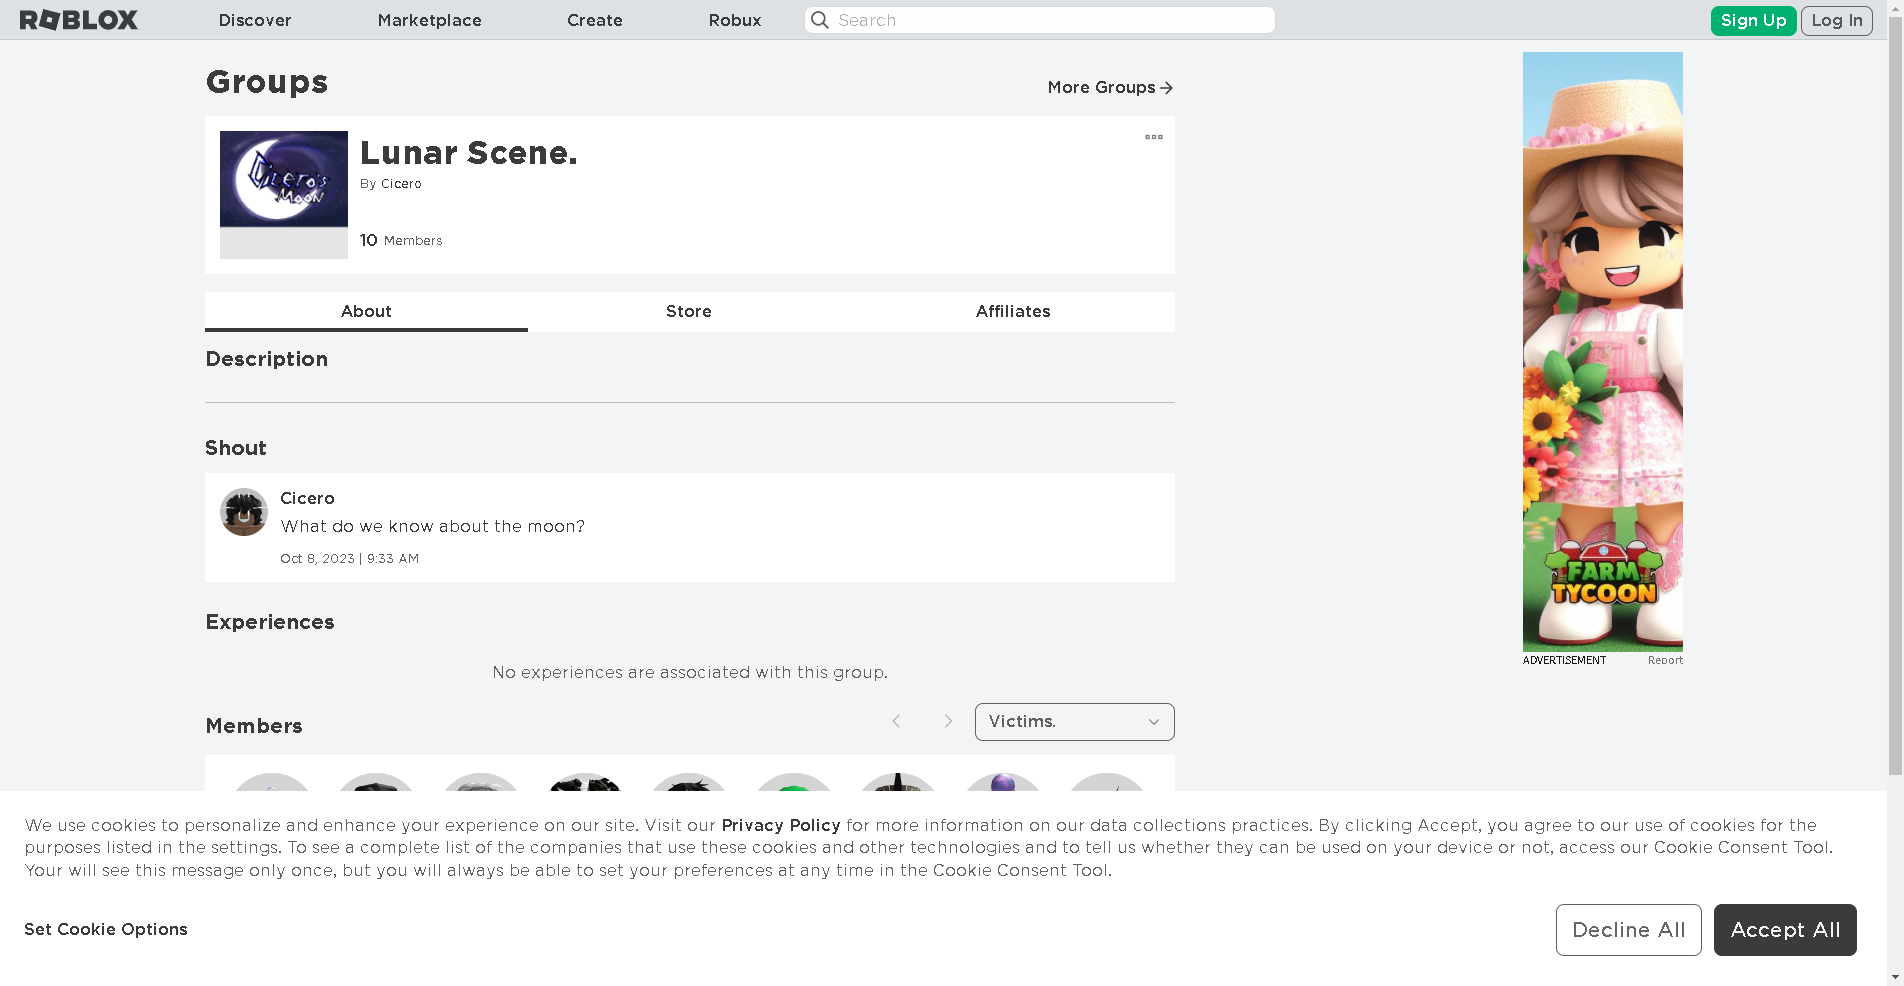 ROBLOX
Discover
Marketplace
Create
Robux
Search
Sign Up
Log In
Groups
More Groups
Cicero's
Moon
Lunar Scene.
By Cicero
10 Members
About
Store
Affiliates
Description
Shout
Cicero
What do we know about the moon?
Oct 8, 2023 | 9:33 AM
Experiences
No experiences are associated with this group.
Members
Victims.
FARM
TYCOON
ADVERTISEMENT
Report
We use cookies to personalize and enhance your experience on our site. Visit our Privacy Policy for more information on our data collections practices. By clicking Accept, you agree to our use of cookies for the
purposes listed in the settings. To see a complete list of the companies that use these cookies and other technologies and to tell us whether they can be used on your device or not, access our Cookie Consent Tool.
Your will see this message only once, but you will always be able to set your preferences at any time in the Cookie Consent Tool.
Set Cookie Options
Decline All
Accept All